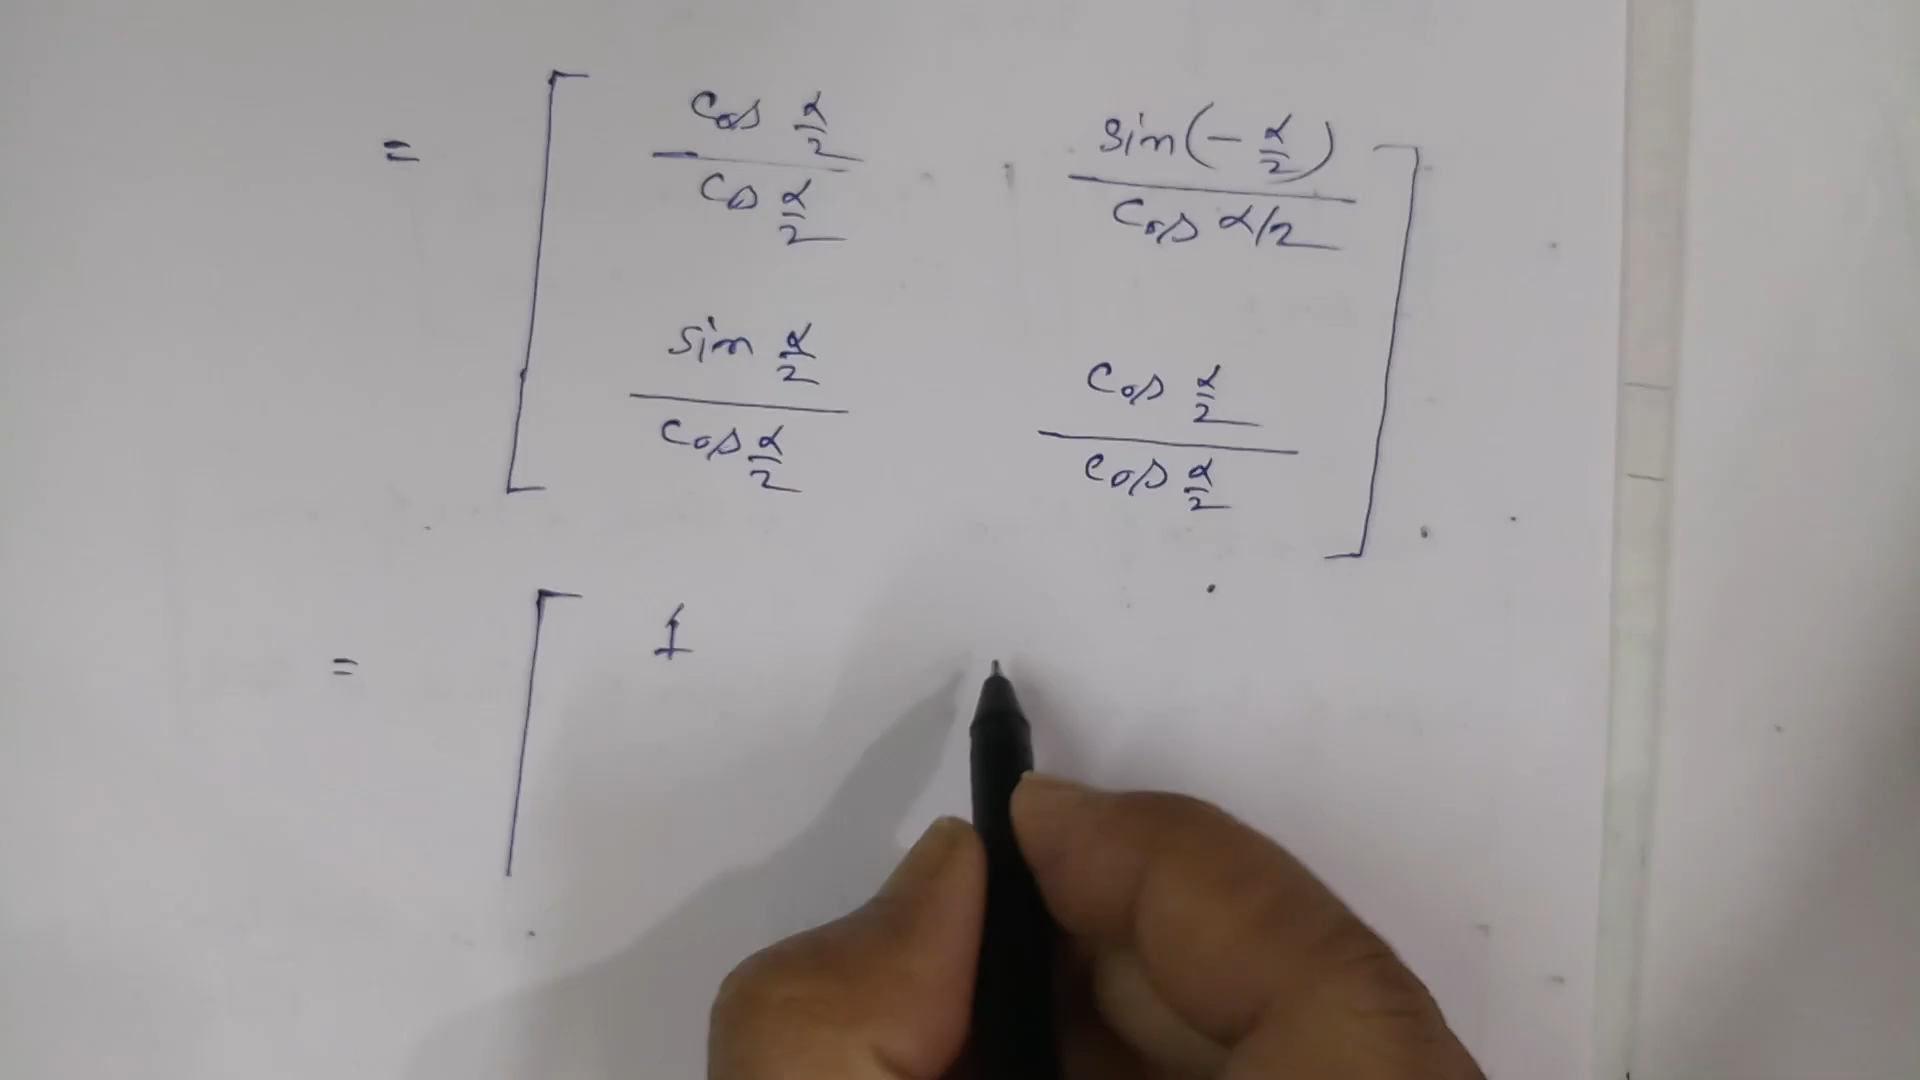 = [ cos α/2 / cos α/2   sin(-α/2) / cos α/2
sin α/2 / cos α/2   cos α/2 / cos α/2 ]
= [ 1